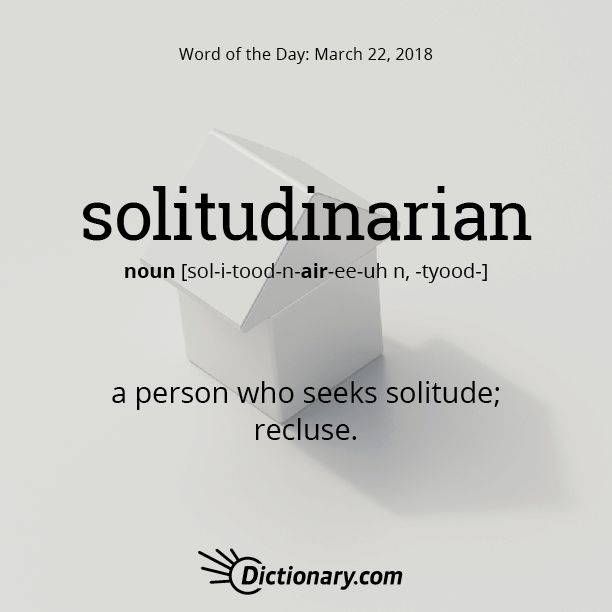 Word of the Day: March 22, 2018
solitudinarian
noun [sol-i-tood-n-air-ee-uh n, -tyood-]
a person who seeks solitude;
recluse.
Dictionary.com